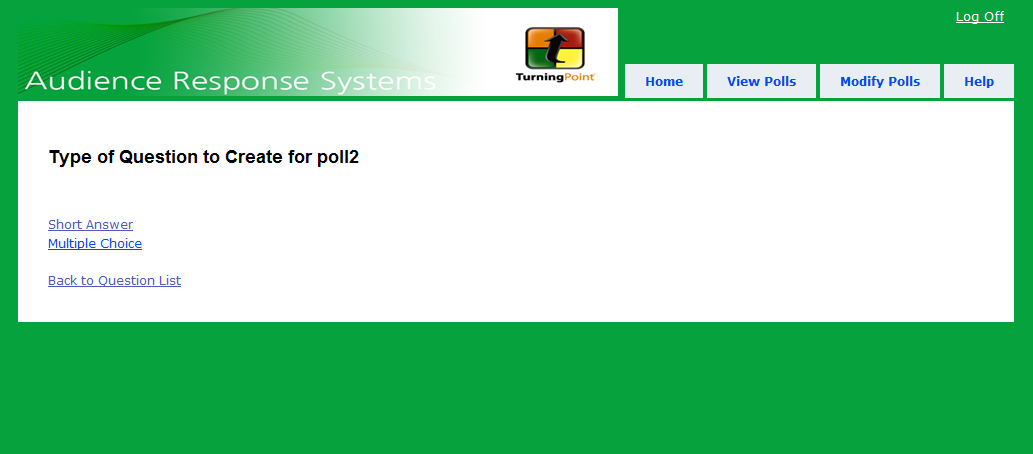 Log Off
Audience Response Systems
TurningPoint
Home View Polls Modify Polls Help
Type of Question to Create for poll2
Short Answer
Multiple Choice
Back to Question List